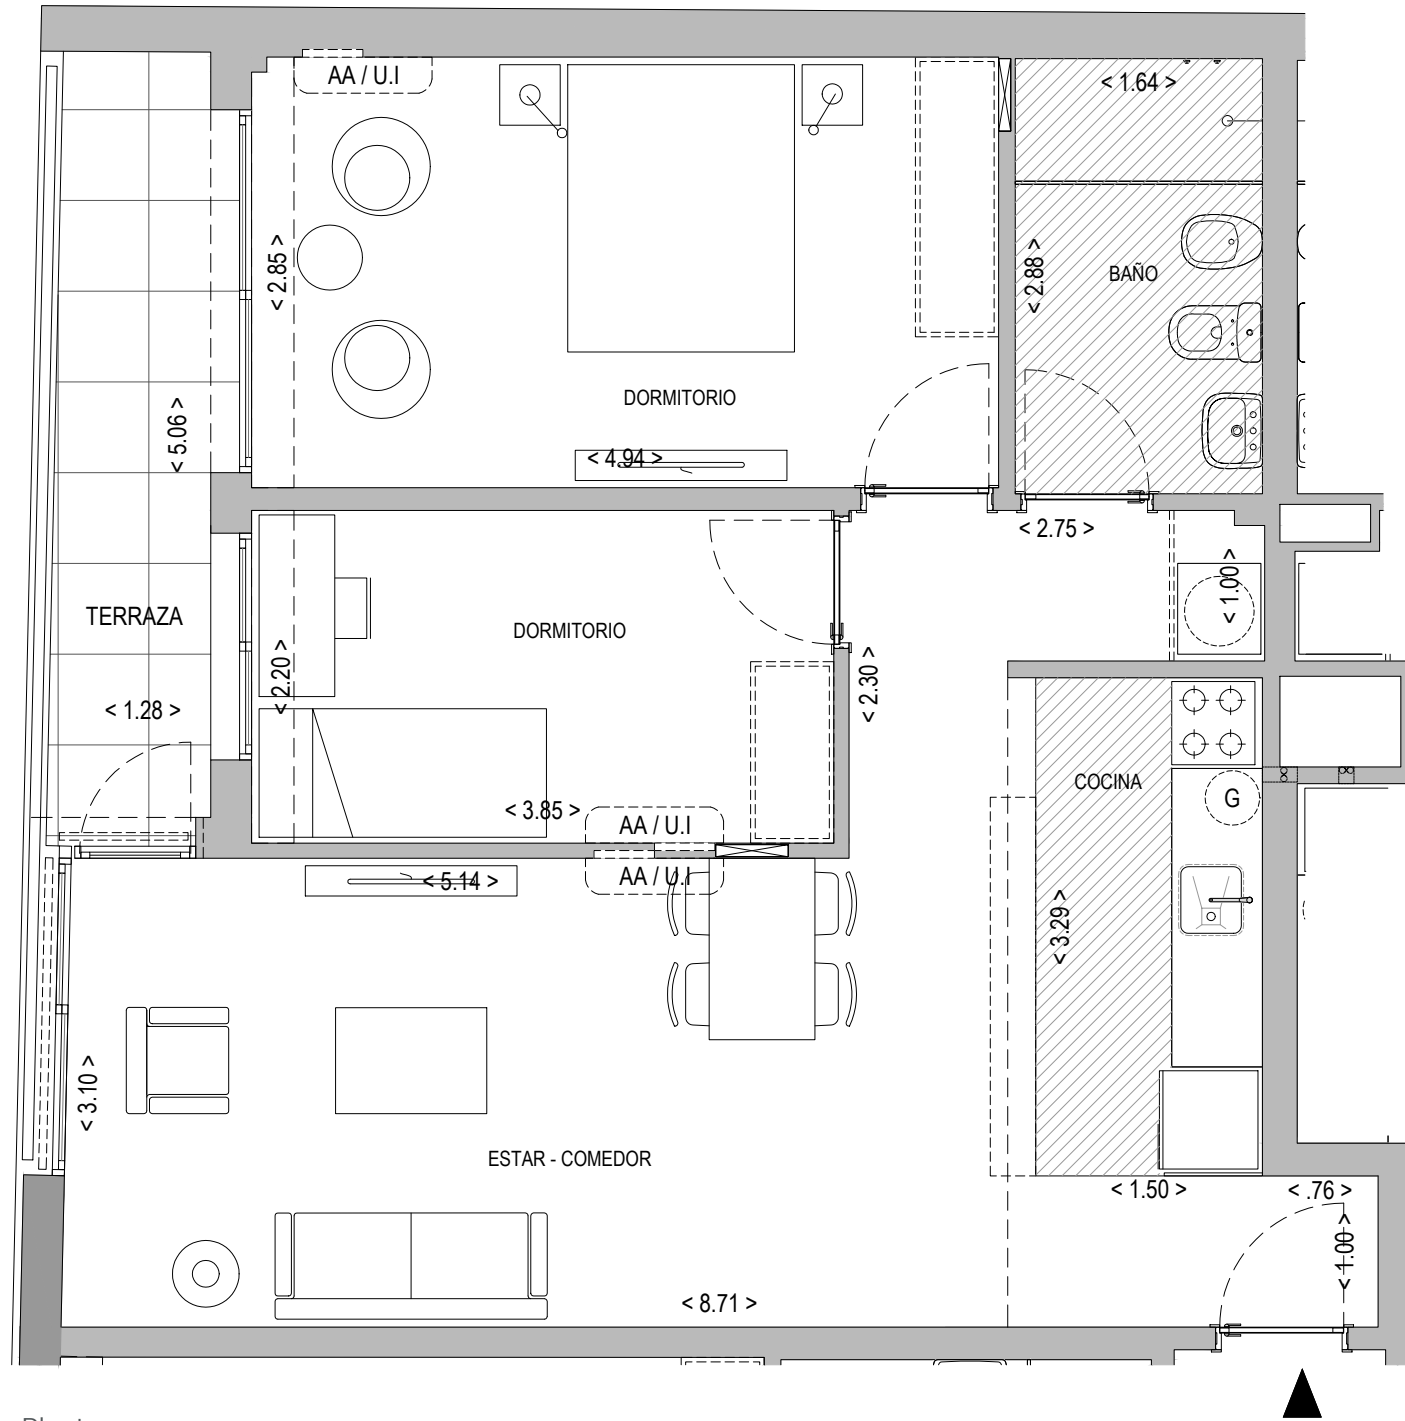 AA / U.I
< 1.64 >
< 2.85 >
< 2.88 >
BAÑO
DORMITORIO
< 5.06 >
< 4.94 >
< 2.75 >
< 1.00 >
TERRAZA
DORMITORIO
< 2.20 >
< 2.30 >
< 1.28 >
COCINA
G
< 3.85 >
AA / U.I
AA / U.I
< 5.14 >
< 3.29 >
< 3.10 >
ESTAR - COMEDOR
< 1.50 >
< .76 >
< 1.00 >
< 8.71 >